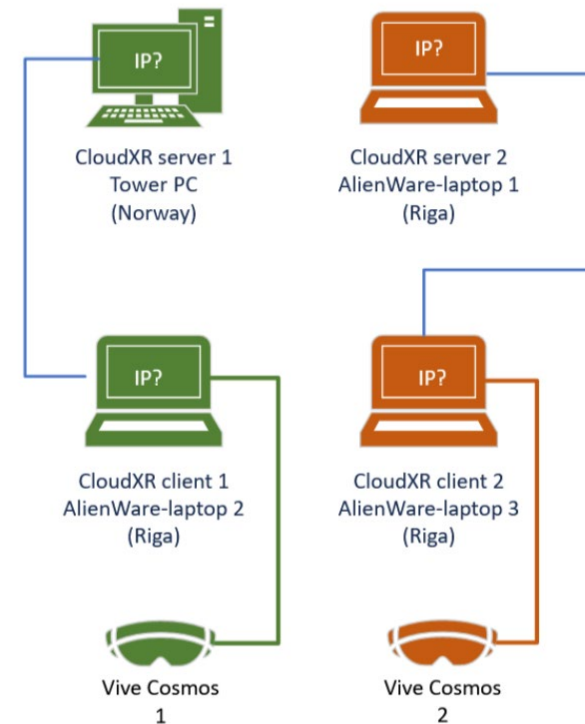 IP?
CloudXR server 1
Tower PC
(Norway)
IP?
CloudXR server 2
AlienWare-laptop 1
(Riga)
IP?
CloudXR client 1
AlienWare-laptop 2
(Riga)
IP?
CloudXR client 2
AlienWare-laptop 3
(Riga)
Vive Cosmos
1
Vive Cosmos
2